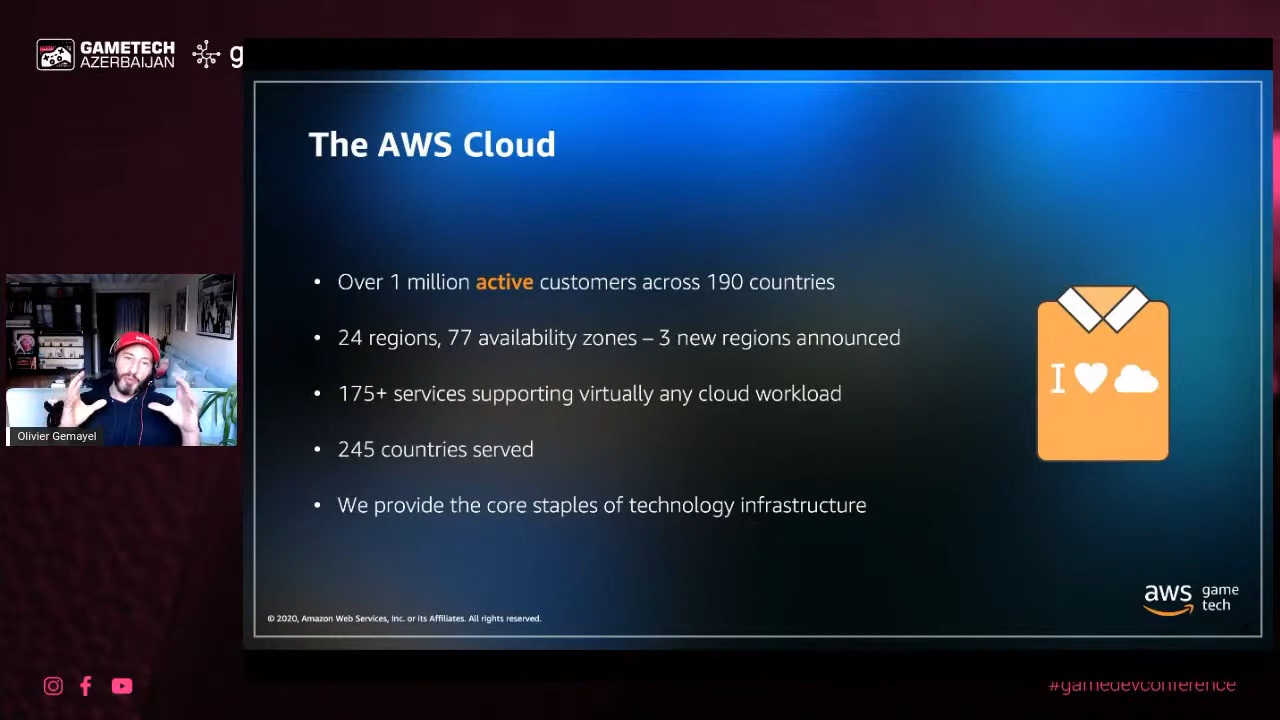 GAMETECH
AZERBAIJAN
g
The AWS Cloud
• Over 1 million active customers across 190 countries
• 24 regions, 77 availability zones – 3 new regions announced
• 175+ services supporting virtually any cloud workload
• 245 countries served
• We provide the core staples of technology infrastructure
I
Olivier Gemayel
aws game
tech
© 2020, Amazon Web Services, Inc. or its Affiliates. All rights reserved.
#gamedevconference